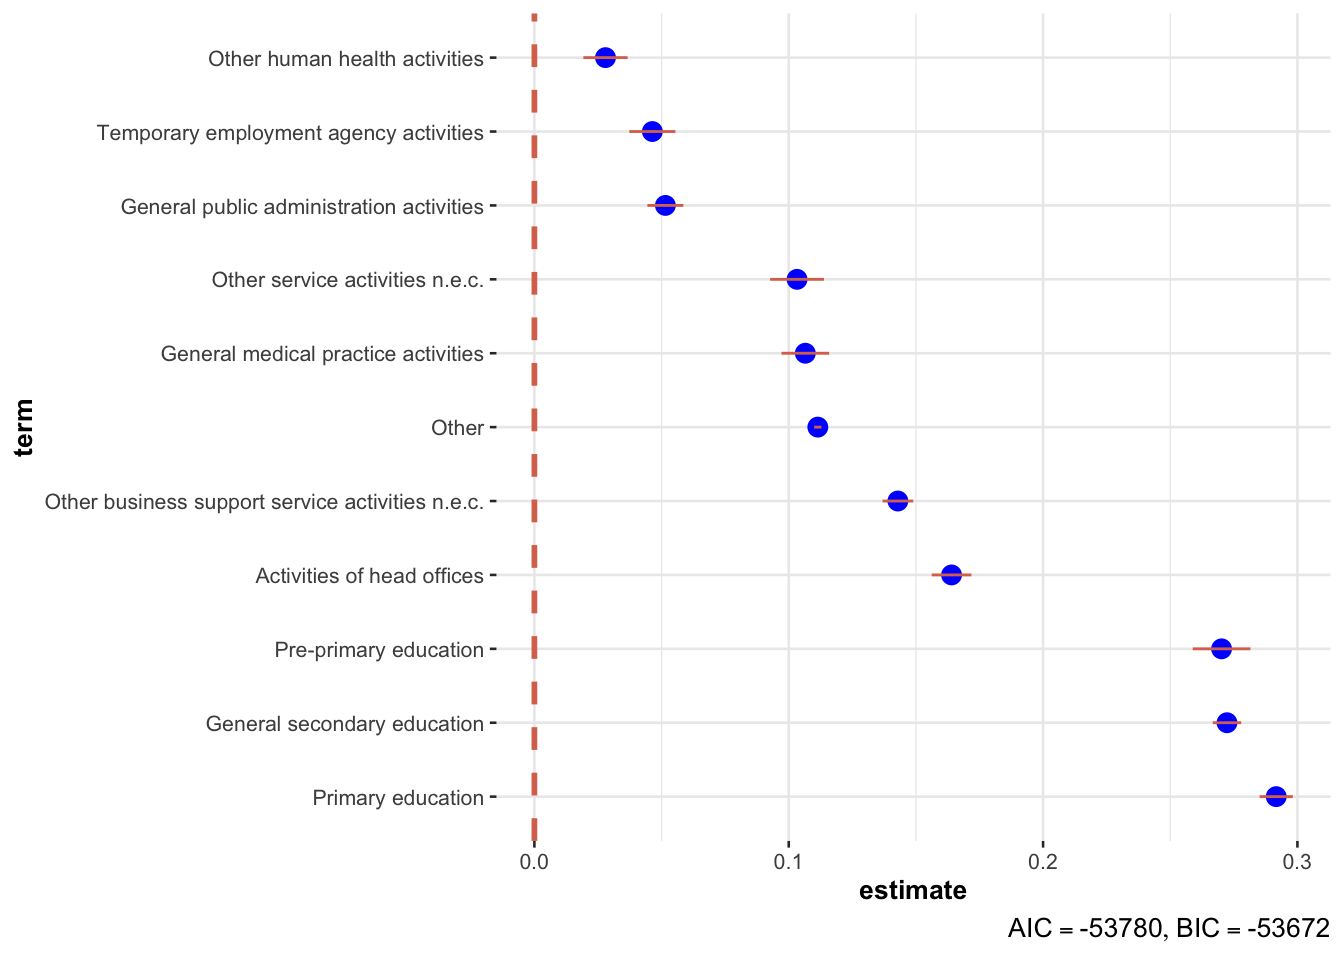 Other human health activities
Temporary employment agency activities
General public administration activities
Other service activities n.e.c.
General medical practice activities
Other
Other business support service activities n.e.c.
Activities of head offices
Pre-primary education
General secondary education
Primary education
term
0.0 0.1 0.2 0.3
estimate
AIC = -53780, BIC = -53672